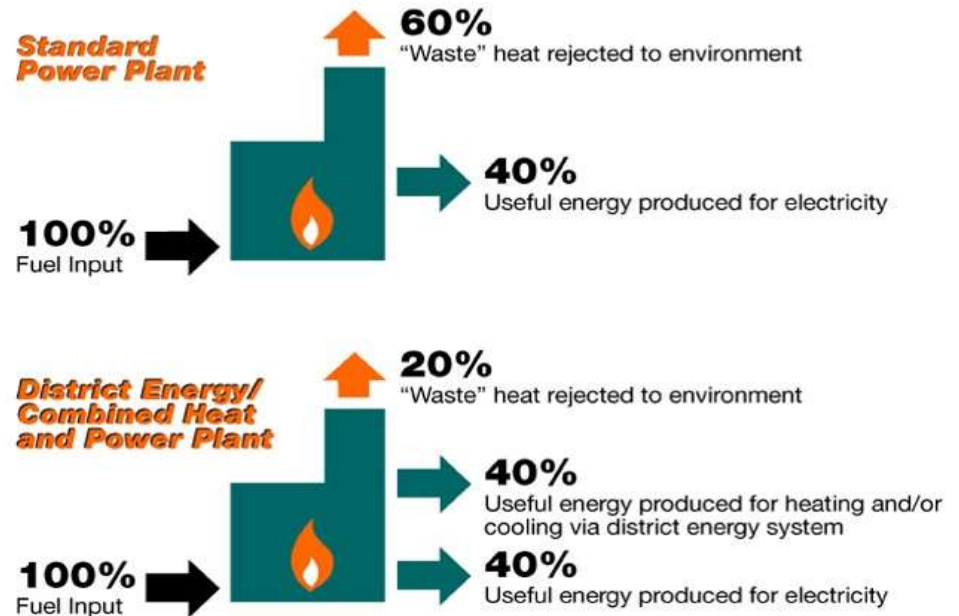 Standard
Power Plant
60%
"Waste" heat rejected to environment
40%
Useful energy produced for electricity
100%
Fuel Input
District Energy/
Combined Heat
and Power Plant
20%
"Waste" heat rejected to environment
40%
Useful energy produced for heating and/or
cooling via district energy system
40%
Useful energy produced for electricity
100%
Fuel Input